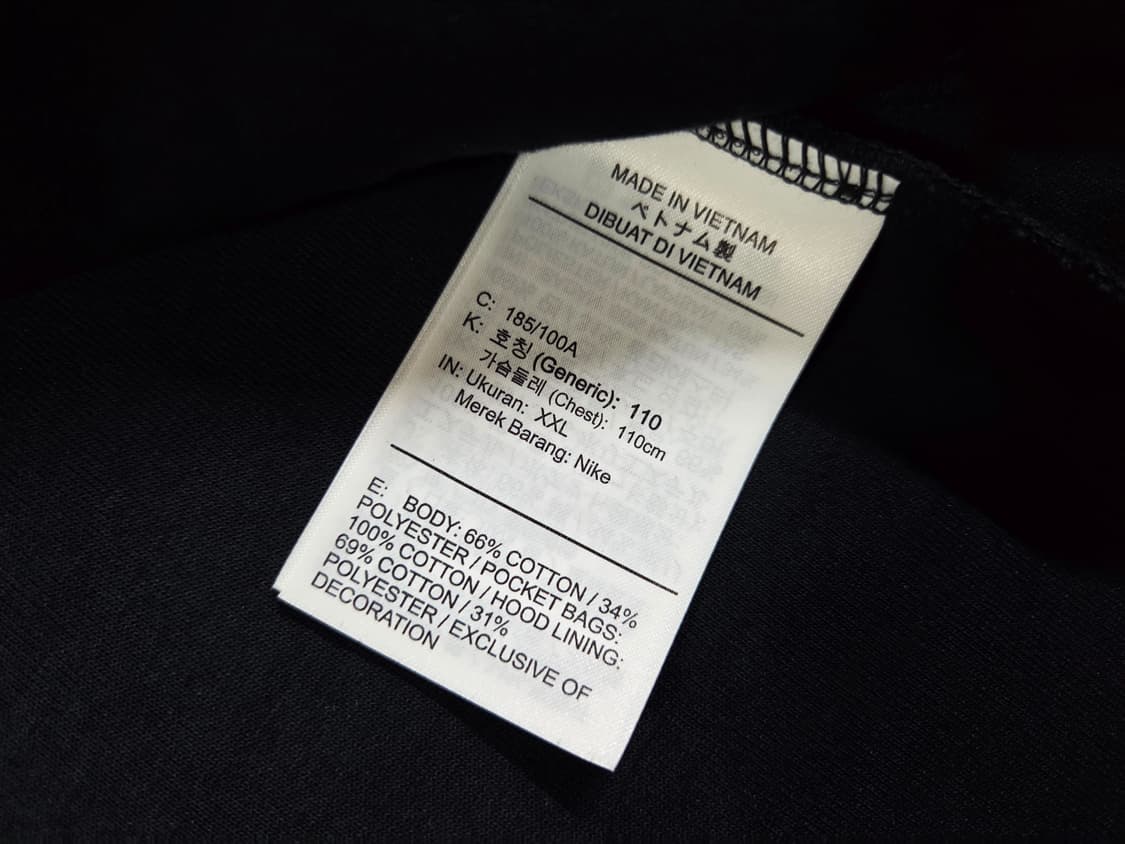 MADE IN VIETNAM
ベトナム製
DIBUAT DI VIETNAM
C: 185/100A
K: 호칭 (Generic): 110
가슴둘레 (Chest): 110cm
IN: Ukuran: XXL
Merek Barang: Nike
E: BODY: 66% COTTON / 34%
POLYESTER / POCKET BAGS:
100% COTTON / HOOD LINING:
69% COTTON / 31%
POLYESTER / EXCLUSIVE OF
DECORATION